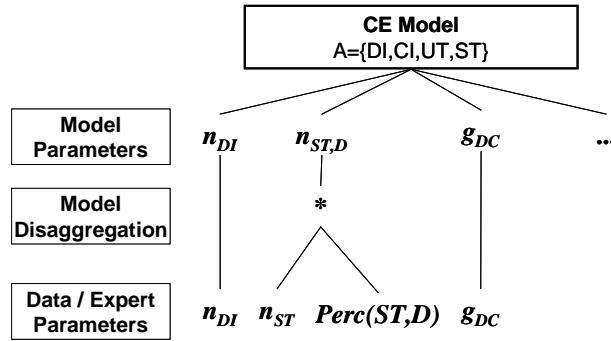 CE Model
A={DI,CI,UT,ST}
Model Parameters n_DI n_ST,D g_DC ...
Model Disaggregation *
Data / Expert Parameters n_DI n_ST Perc(ST,D) g_DC